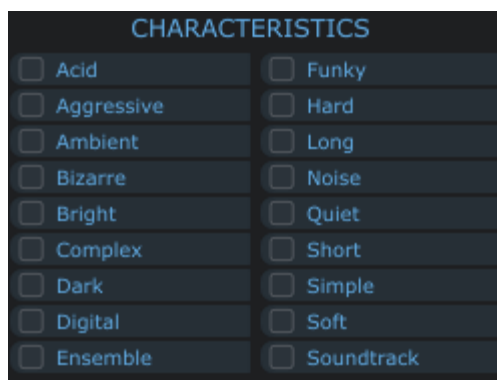 CHARACTERISTICS
Acid
Funky
Aggressive
Hard
Ambient
Long
Bizarre
Noise
Bright
Quiet
Complex
Short
Dark
Simple
Digital
Soft
Ensemble
Soundtrack